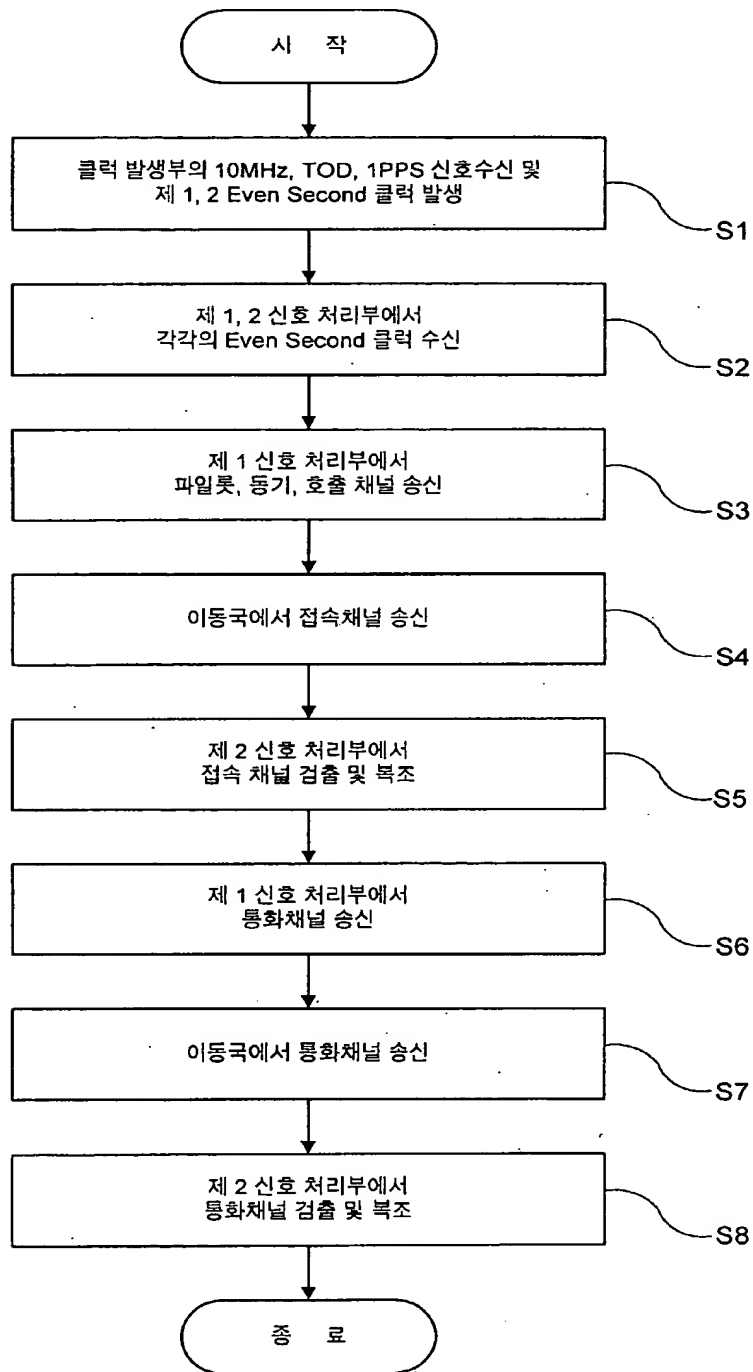 시 작
클럭 발생부의 10MHz, TOD, 1PPS 신호수신 및
제 1, 2 Even Second 클럭 발생
S1
제 1, 2 신호 처리부에서
각각의 Even Second 클럭 수신
S2
제 1 신호 처리부에서
파일롯, 동기, 호출 채널 송신
S3
이동국에서 접속채널 송신
S4
제 2 신호 처리부에서
접속 채널 검출 및 복조
S5
제 1 신호 처리부에서
통화채널 송신
S6
이동국에서 통화채널 송신
S7
제 2 신호 처리부에서
통화채널 검출 및 복조
S8
종 료